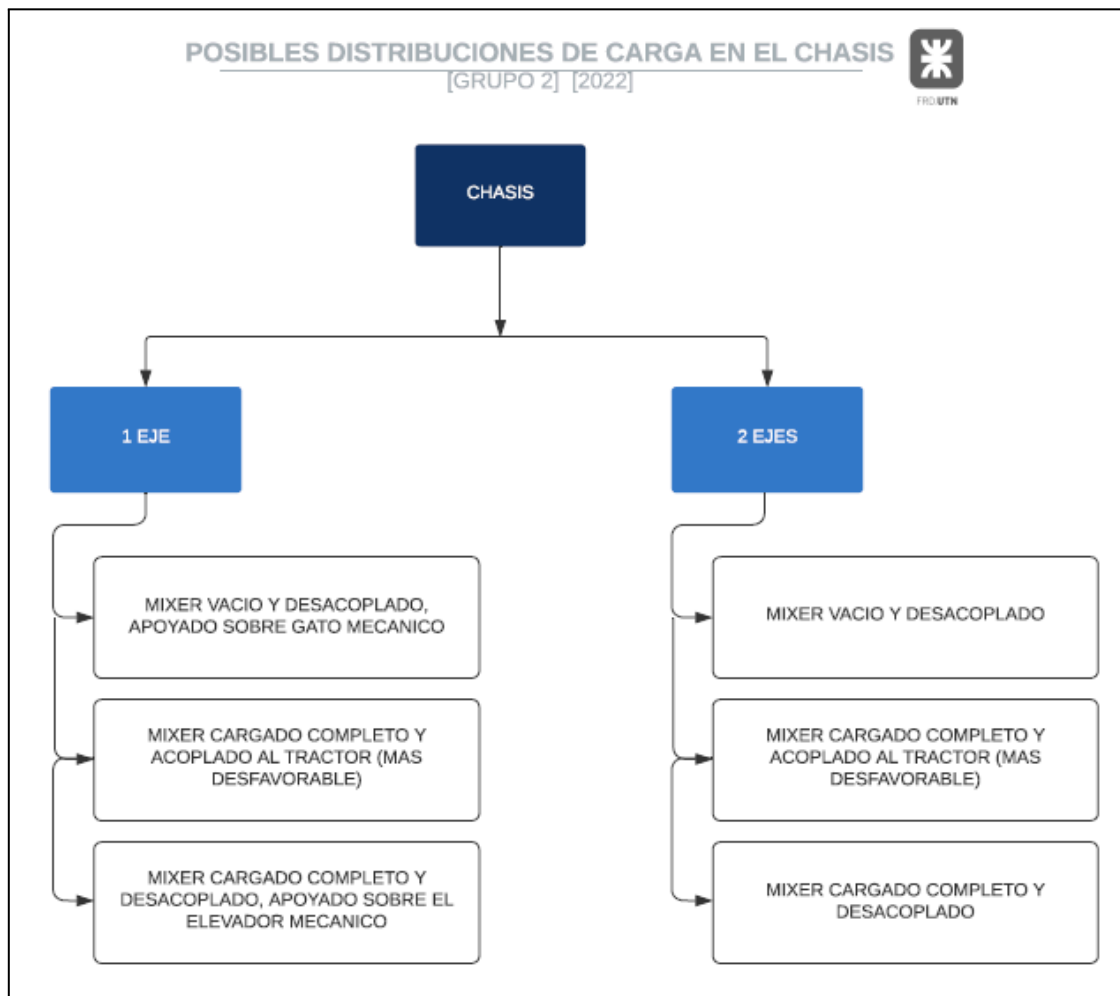 POSIBLES DISTRIBUCIONES DE CARGA EN EL CHASIS
[GRUPO 2] [2022]
FRD.UTN
CHASIS
1 EJE
2 EJES
MIXER VACIO Y DESACOPLADO,
APOYADO SOBRE GATO MECANICO
MIXER CARGADO COMPLETO Y
ACOPLADO AL TRACTOR (MAS
DESFAVORABLE)
MIXER CARGADO COMPLETO Y
DESACOPLADO, APOYADO SOBRE EL
ELEVADOR MECANICO
MIXER VACIO Y DESACOPLADO
MIXER CARGADO COMPLETO Y
ACOPLADO AL TRACTOR (MAS
DESFAVORABLE)
MIXER CARGADO COMPLETO Y
DESACOPLADO